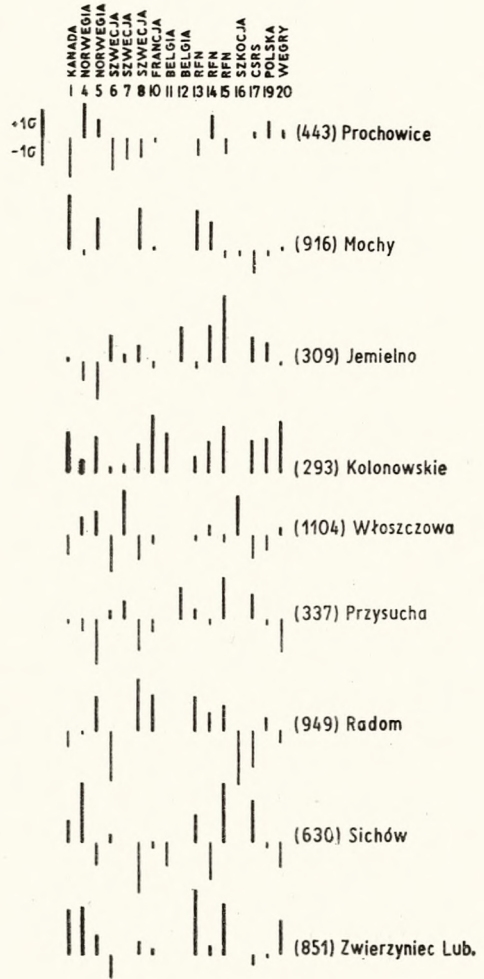 KANADA
NORWEGIA
NORWEGIA
SZWECJA
SZWECJA
SZWECJA
FRANCJA
BELGIA
BELGIA
RFN
RFN
RFN
SZKOCJA
CSRS
POLSKA
WEGRY
1 4 5 6 7 8 10 11 12 13 14 15 16 17 19 20
+1σ
-1σ
(443) Prochowice
(916) Mochy
(309) Jemielno
(293) Kolonowskie
(1104) Włoszczowa
(337) Przysucha
(949) Radom
(630) Sichów
(851) Zwierzyniec Lub.